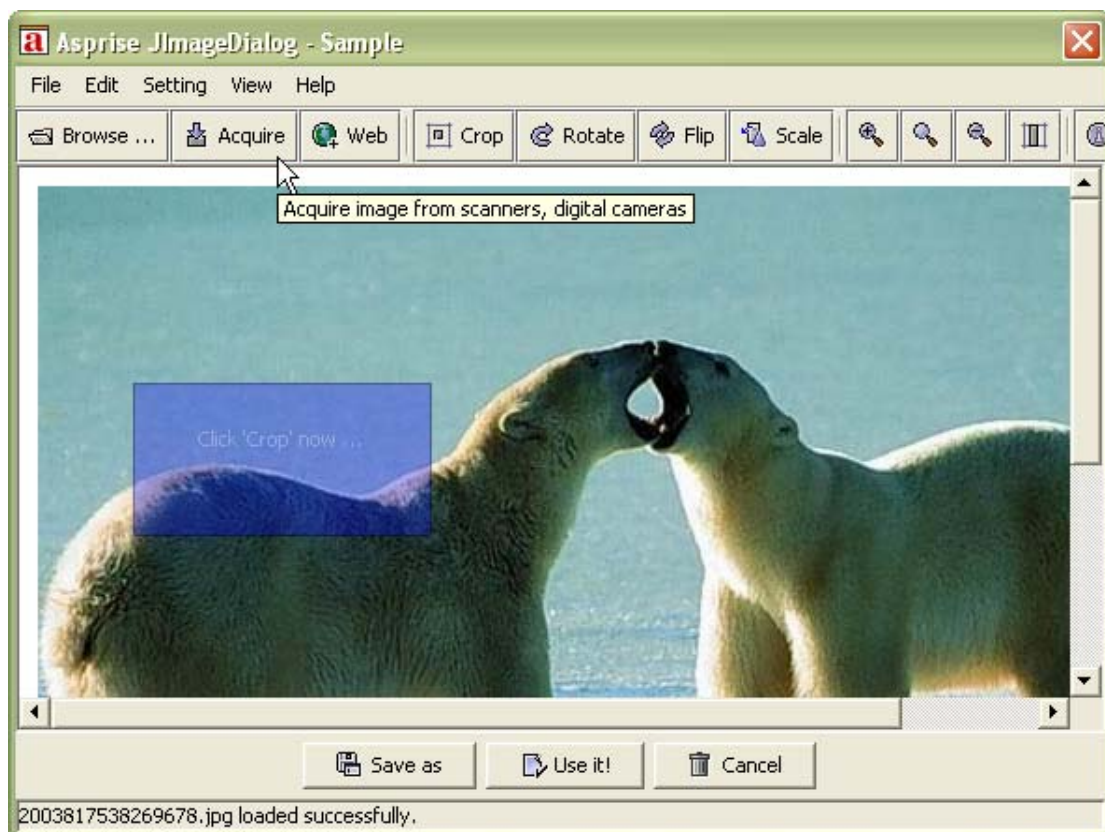 a Asprise JImageDialog - Sample
File Edit Setting View Help
Browse ... Acquire Web Crop Rotate Flip Scale
Acquire image from scanners, digital cameras
Click 'Crop' now ...
Save as Use it! Cancel
2003817538269678.jpg loaded successfully.